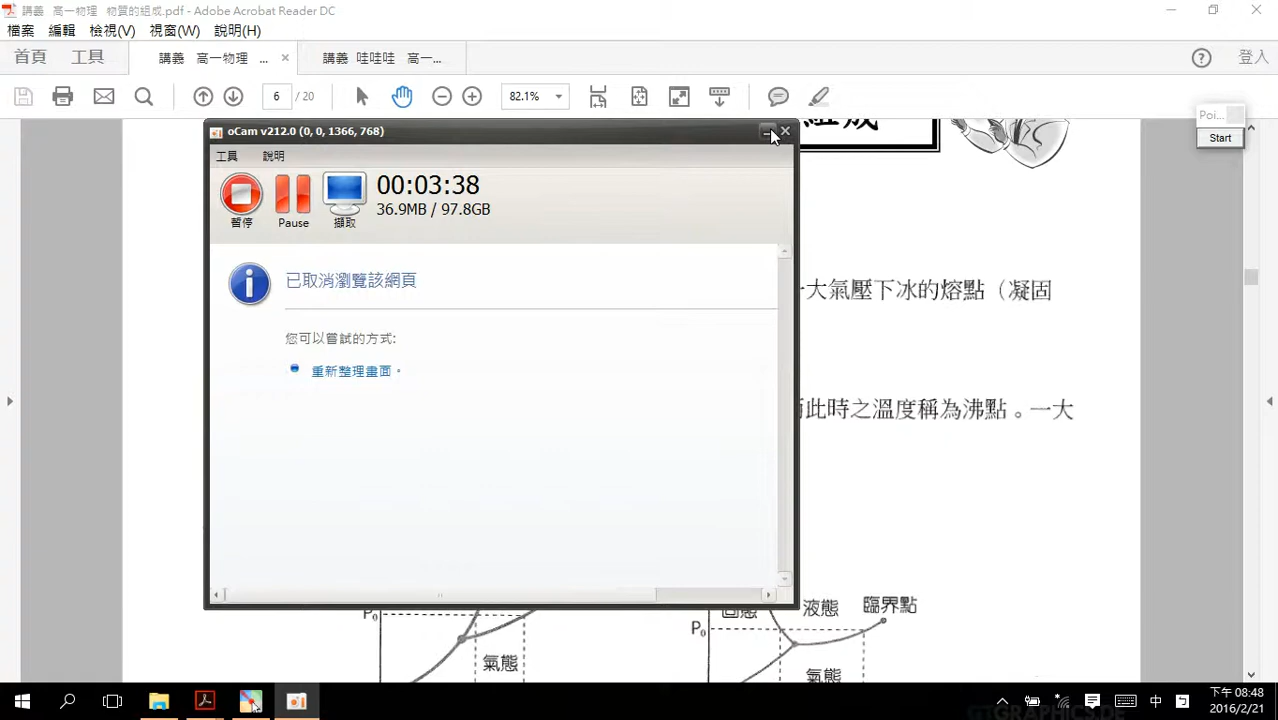 講義 高一物理 物質的組成.pdf - Adobe Acrobat Reader DC
檔案 編輯 檢視(V) 視窗(W) 說明(H)
首頁 工具 講義 高一物理 ... × 講義 哇哇哇 高一... 登入
6 / 20 82.1%
Poi...
Start
組成
oCam v212.0 (0, 0, 1366, 768)
工具 說明
00:03:38
36.9MB / 97.8GB
暫停 Pause 擷取
已取消瀏覽該網頁
大氣壓下冰的熔點（凝固
您可以嘗試的方式:
重新整理畫面。
此時之溫度稱為沸點。一大
P0 氣態
P0 固態 液態 臨界點
氣態
中
下午 08:48
2016/2/21